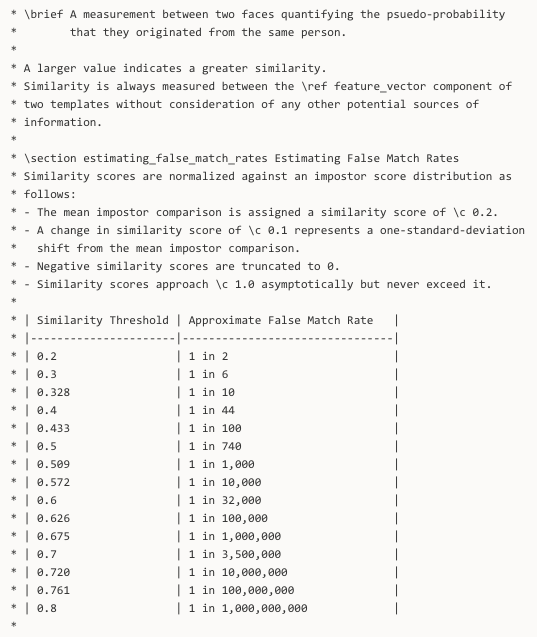 * \brief A measurement between two faces quantifying the psuedo-probability
*        that they originated from the same person.
*
* A larger value indicates a greater similarity.
* Similarity is always measured between the \ref feature_vector component of
* two templates without consideration of any other potential sources of
* information.
*
* \section estimating_false_match_rates Estimating False Match Rates
* Similarity scores are normalized against an impostor score distribution as
* follows:
* - The mean impostor comparison is assigned a similarity score of \c 0.2.
* - A change in similarity score of \c 0.1 represents a one-standard-deviation
*   shift from the mean impostor comparison.
* - Negative similarity scores are truncated to 0.
* - Similarity scores approach \c 1.0 asymptotically but never exceed it.
*
* | Similarity Threshold | Approximate False Match Rate   |
* |----------------------|--------------------------------|
* | 0.2                  | 1 in 2                         |
* | 0.3                  | 1 in 6                         |
* | 0.328                | 1 in 10                        |
* | 0.4                  | 1 in 44                        |
* | 0.433                | 1 in 100                       |
* | 0.5                  | 1 in 740                       |
* | 0.509                | 1 in 1,000                     |
* | 0.572                | 1 in 10,000                    |
* | 0.6                  | 1 in 32,000                    |
* | 0.626                | 1 in 100,000                   |
* | 0.675                | 1 in 1,000,000                 |
* | 0.7                  | 1 in 3,500,000                 |
* | 0.720                | 1 in 10,000,000                |
* | 0.761                | 1 in 100,000,000               |
* | 0.8                  | 1 in 1,000,000,000             |
*